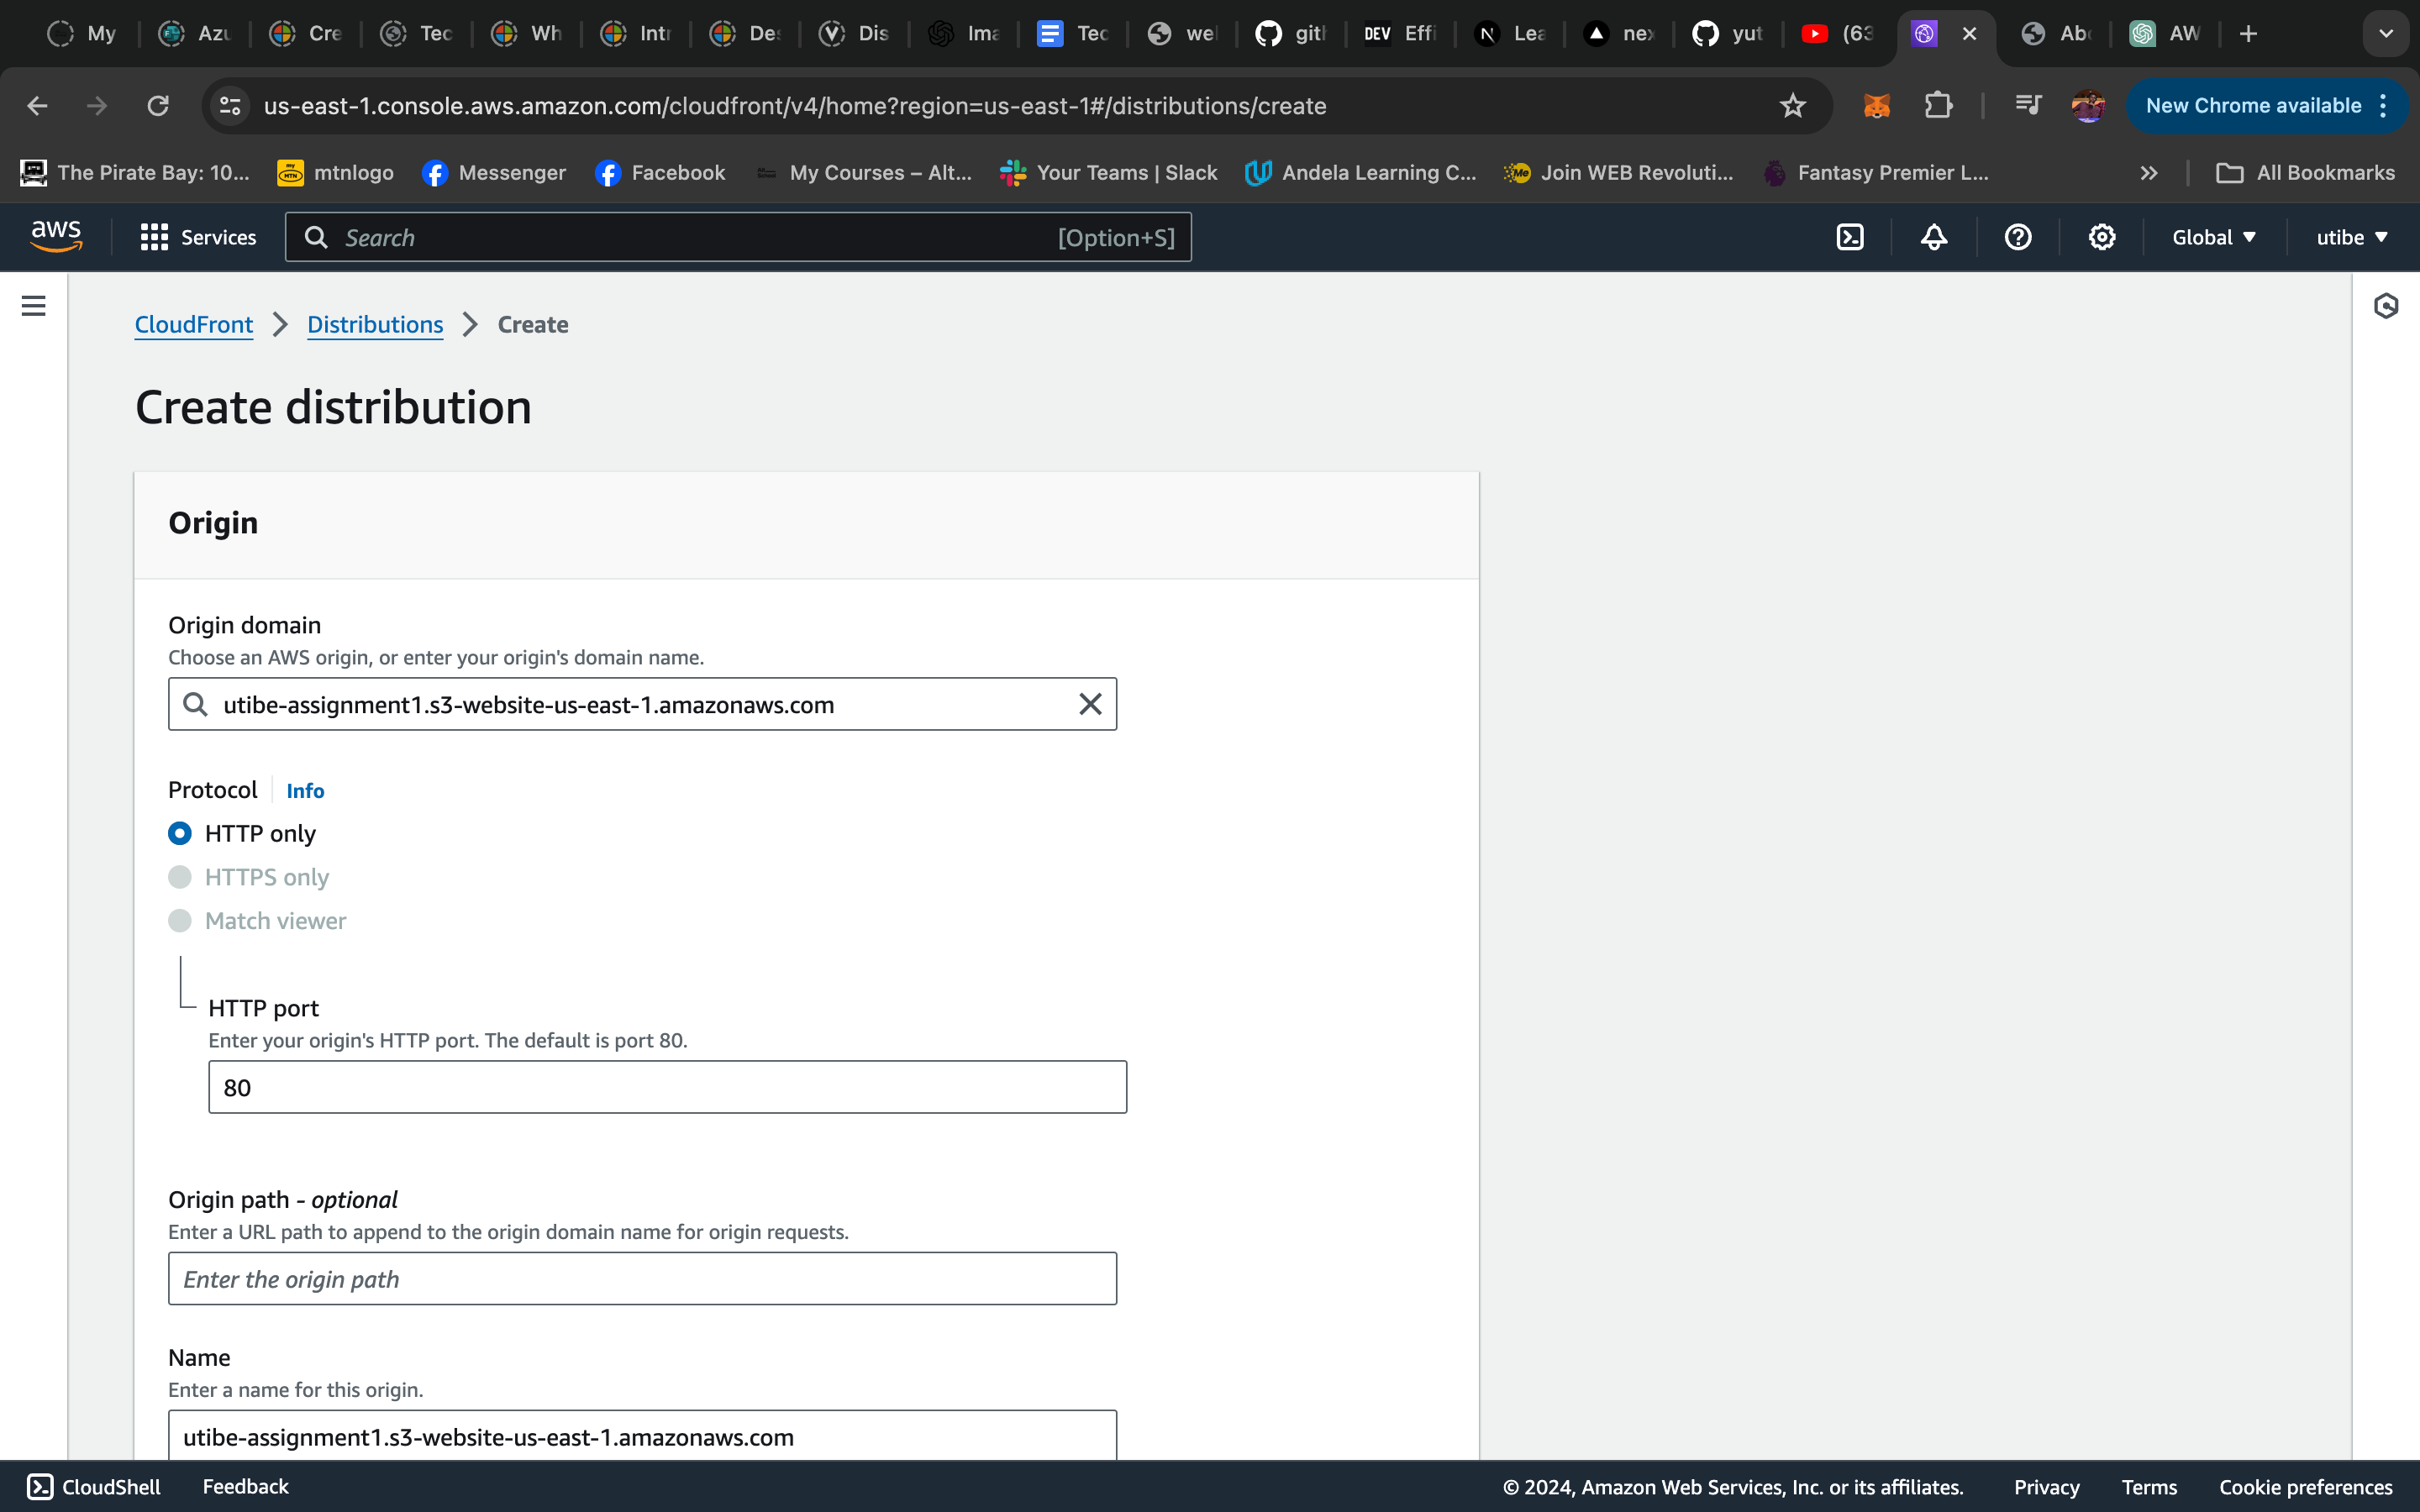 My
Azu
Cre
Tec
Wh
Intr
Des
Dis
Ima
Tec
wel
gith
DEV Effi
Lea
nex
yut
(63
Abo
AW
us-east-1.console.aws.amazon.com/cloudfront/v4/home?region=us-east-1#/distributions/create
New Chrome available
The Pirate Bay: 10...
mtnlogo
Messenger
Facebook
My Courses – Alt...
Your Teams | Slack
Andela Learning C...
Join WEB Revoluti...
Fantasy Premier L...
All Bookmarks
aws
Services
Search
[Option+S]
Global
utibe
CloudFront
Distributions
Create
Create distribution
Origin
Origin domain
Choose an AWS origin, or enter your origin's domain name.
utibe-assignment1.s3-website-us-east-1.amazonaws.com
Protocol
Info
HTTP only
HTTPS only
Match viewer
HTTP port
Enter your origin's HTTP port. The default is port 80.
80
Origin path - optional
Enter a URL path to append to the origin domain name for origin requests.
Enter the origin path
Name
Enter a name for this origin.
utibe-assignment1.s3-website-us-east-1.amazonaws.com
CloudShell
Feedback
© 2024, Amazon Web Services, Inc. or its affiliates.
Privacy
Terms
Cookie preferences